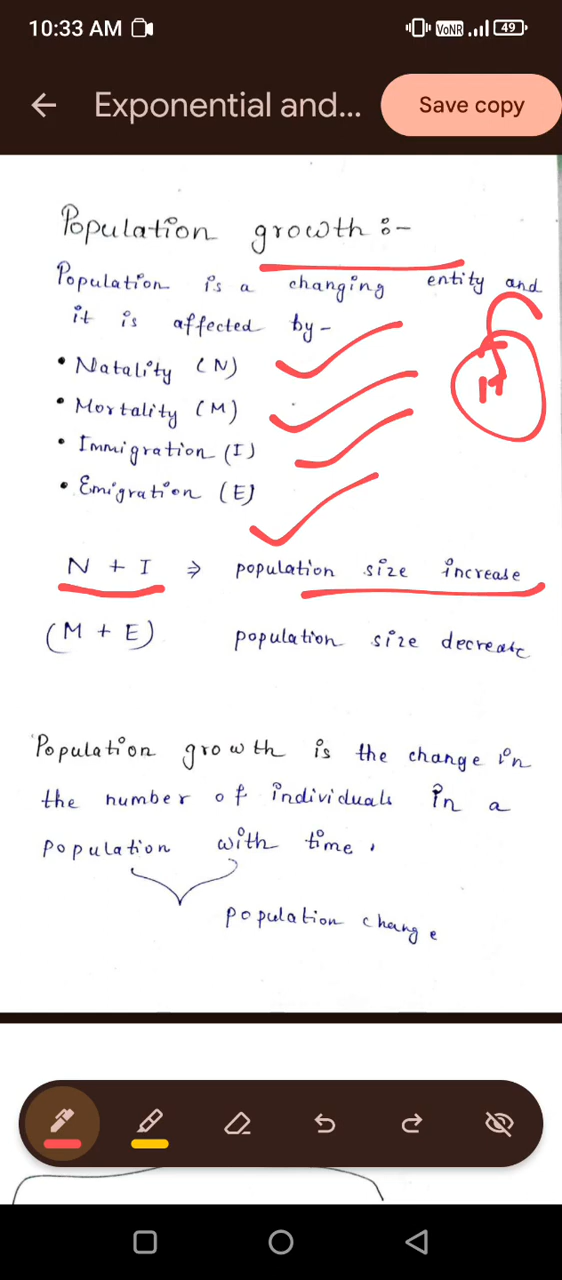 10:33 AM
VoNR
49
Exponential and...
Save copy
Population growth :-
Population is a changing entity and
it is affected by -
• Natality (N)
• Mortality (M)
• Immigration (I)
• Emigration (E)
N + I ⇒ population size increase
(M + E) population size decreate
Population growth is the change in
the number of individuals in a
population with time.
population change